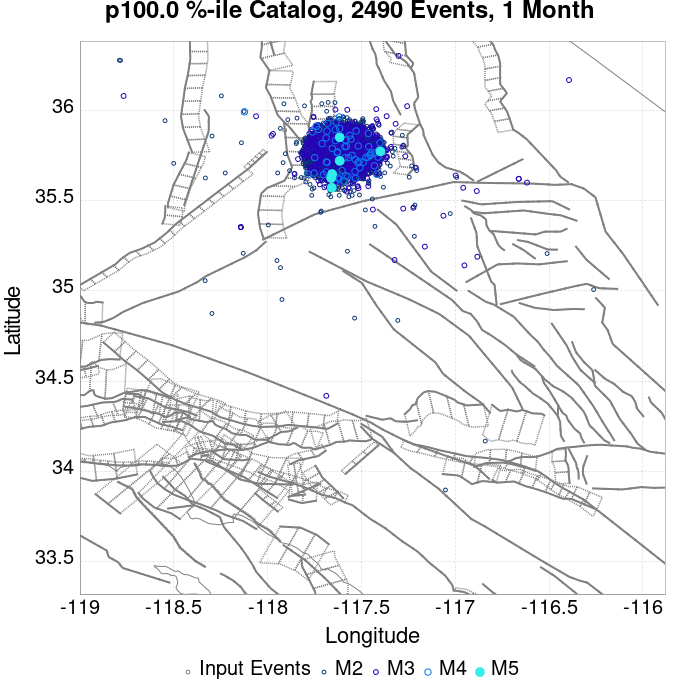 p100.0 %-ile Catalog, 2490 Events, 1 Month
36
35.5
35
34.5
34
33.5
Latitude
-119 -118.5 -118 -117.5 -117 -116.5 -116
Longitude
Input Events M2 M3 M4 M5